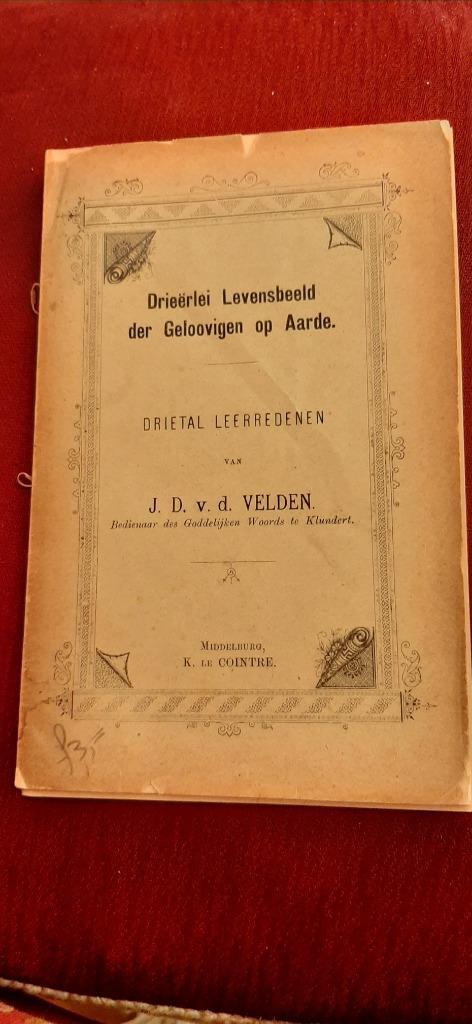 Drieërlei Levensbeeld
der Geloovigen op Aarde.
DRIETAL LEERREDENEN
VAN
J. D. v. d. VELDEN.
Bedienaar des Goddelijken Woords te Klundert.
MIDDELBURG,
K. LE COINTRE.